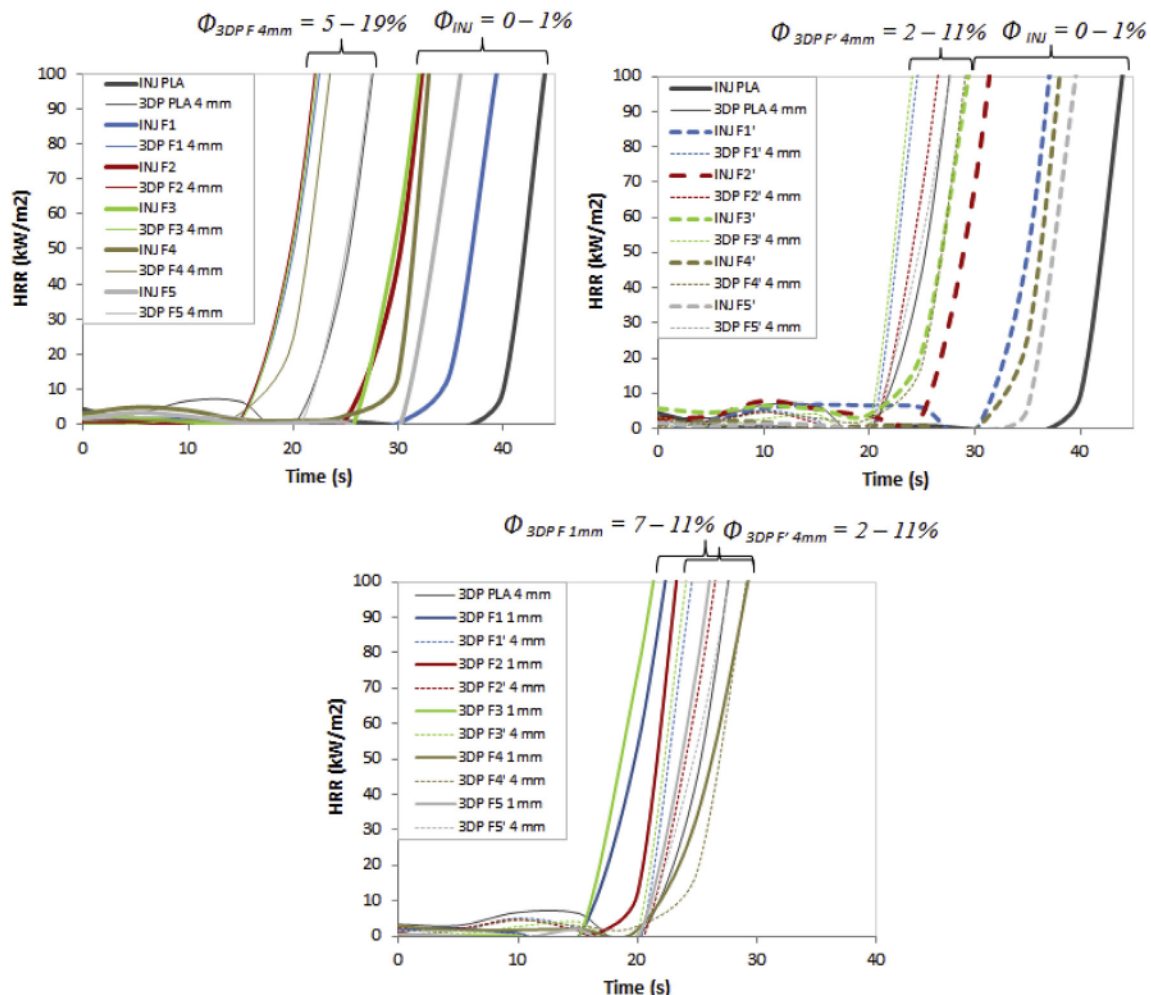 Φ 3DP F 4mm = 5 – 19%
Φ INJ = 0 – 1%
100
90
80
70
60
50
40
30
20
10
0
HRR (kW/m2)
INJ PLA
3DP PLA 4 mm
INJ F1
3DP F1 4 mm
INJ F2
3DP F2 4 mm
INJ F3
3DP F3 4 mm
INJ F4
3DP F4 4 mm
INJ F5
3DP F5 4 mm
0 10 20 30 40
Time (s)
Φ 3DP F' 4mm = 2 – 11%
Φ INJ = 0 – 1%
100
90
80
70
60
50
40
30
20
10
0
HRR (kW/m2)
INJ PLA
3DP PLA 4 mm
INJ F1'
3DP F1' 4 mm
INJ F2'
3DP F2' 4 mm
INJ F3'
3DP F3' 4 mm
INJ F4'
3DP F4' 4 mm
INJ F5'
3DP F5' 4 mm
0 10 20 30 40
Time (s)
Φ 3DP F 1mm = 7 – 11%
Φ 3DP F' 4mm = 2 – 11%
100
90
80
70
60
50
40
30
20
10
0
HRR (kW/m2)
3DP PLA 4 mm
3DP F1 1 mm
3DP F1' 4 mm
3DP F2 1 mm
3DP F2' 4 mm
3DP F3 1 mm
3DP F3' 4 mm
3DP F4 1 mm
3DP F4' 4 mm
3DP F5 1 mm
3DP F5' 4 mm
0 10 20 30 40
Time (s)